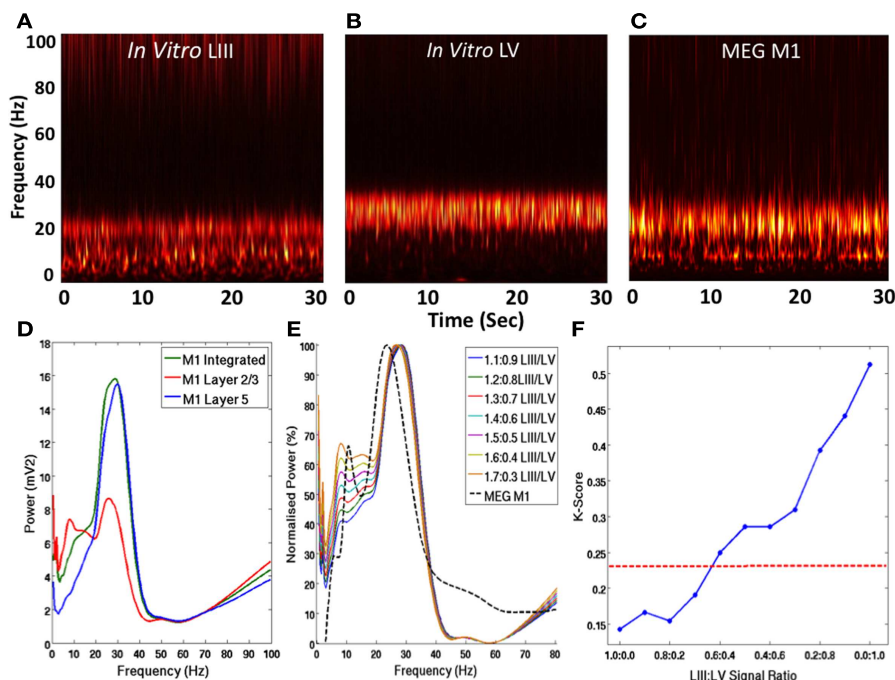 A
B
C
In Vitro LIII
In Vitro LV
MEG M1
Frequency (Hz)
100
80
60
40
20
0
0 10 20 30
0 10 20 30
0 10 20 30
Time (Sec)
D
E
F
Power (mV2)
18
16
14
12
10
8
6
4
2
0
0 10 20 30 40 50 60 70 80 90 100
Frequency (Hz)
M1 Integrated
M1 Layer 2/3
M1 Layer 5
Normalised Power (%)
100
90
80
70
60
50
40
30
20
10
0
0 10 20 30 40 50 60 70 80
Frequency (Hz)
1.1:0.9 LIII/LV
1.2:0.8LIII/LV
1.3:0.7 LIII/LV
1.4:0.6 LIII/LV
1.5:0.5 LIII/LV
1.6:0.4 LIII/LV
1.7:0.3 LIII/LV
MEG M1
K-Score
0.5
0.45
0.4
0.35
0.3
0.25
0.2
0.15
1.0:0.0 0.8:0.2 0.6:0.4 0.4:0.6 0.2:0.8 0.0:1.0
LIII:LV Signal Ratio